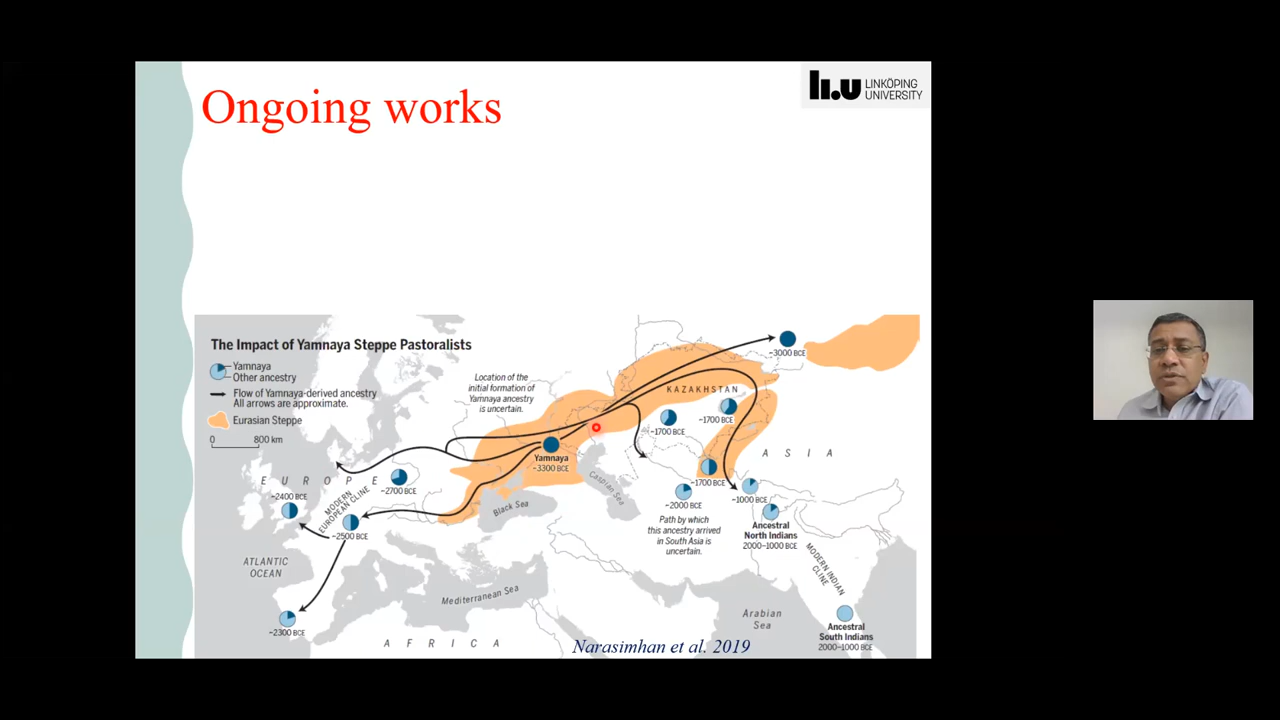 Ongoing works
LINKÖPING
UNIVERSITY
The Impact of Yamnaya Steppe Pastoralists
Yamnaya
Other ancestry
Flow of Yamnaya-derived ancestry
All arrows are approximate.
Eurasian Steppe
0 800 km
Location of the
initial formation of
Yamnaya ancestry
is uncertain.
~3000 BCE
KAZAKHSTAN
~1700 BCE
~1700 BCE
Yamnaya
~3300 BCE
ASIA
EUROPE
~2700 BCE
~1700 BCE
~2400 BCE
MODERN
EUROPEAN CLINE
Caspian Sea
~2000 BCE
~1000 BCE
Black Sea
~2500 BCE
Path by which
this ancestry arrived
in South Asia is
uncertain.
Ancestral
North Indians
2000–1000 BCE
MODERN INDIAN
CLINE
ATLANTIC
OCEAN
Mediterranean Sea
Arabian
Sea
~2300 BCE
AFRICA
Ancestral
South Indians
2000–1000 BCE
Narasimhan et al. 2019